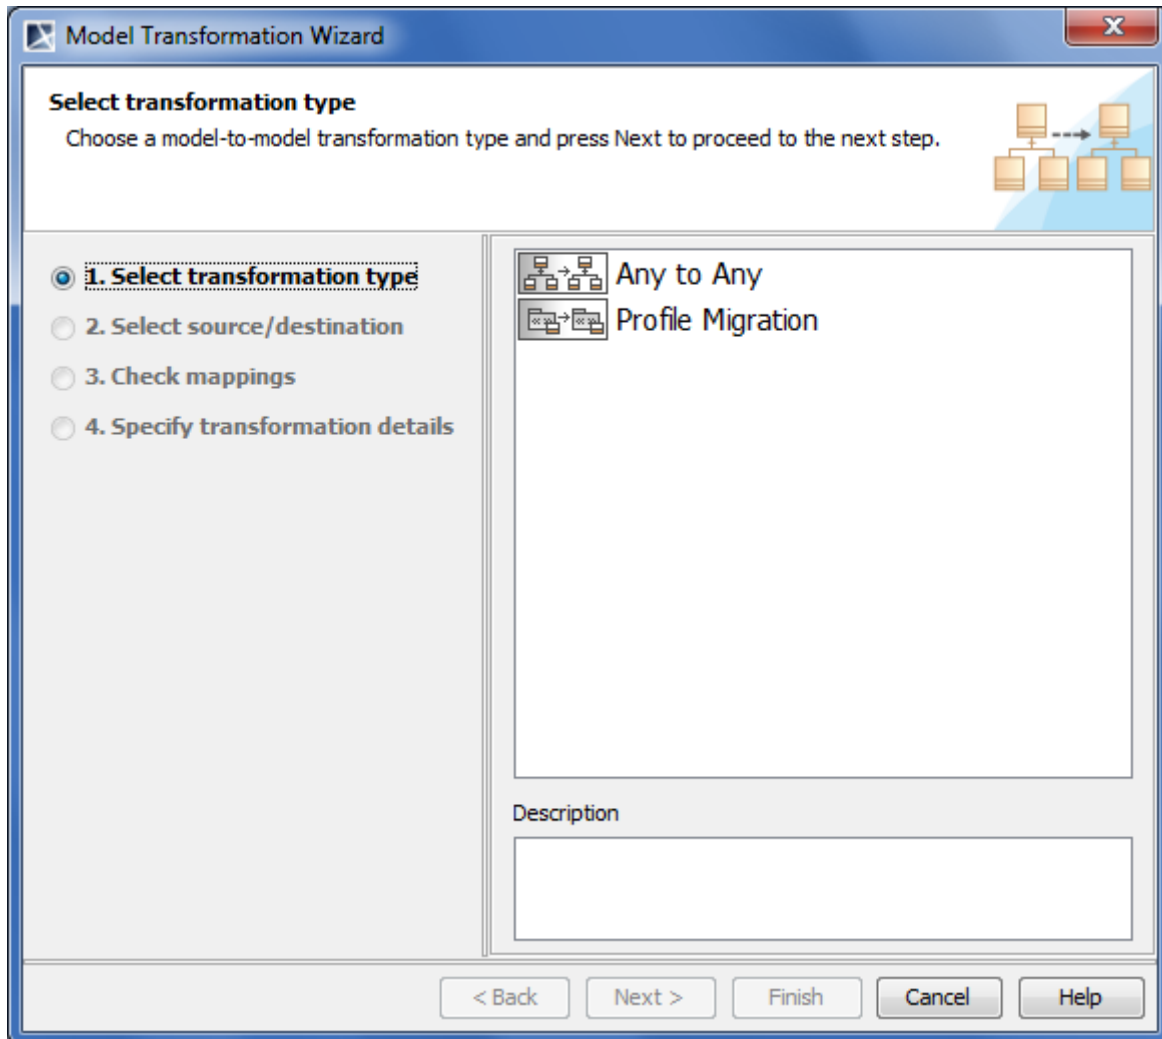 Model Transformation Wizard
Select transformation type
Choose a model-to-model transformation type and press Next to proceed to the next step.
1. Select transformation type
2. Select source/destination
3. Check mappings
4. Specify transformation details
Any to Any
Profile Migration
Description
< Back
Next >
Finish
Cancel
Help